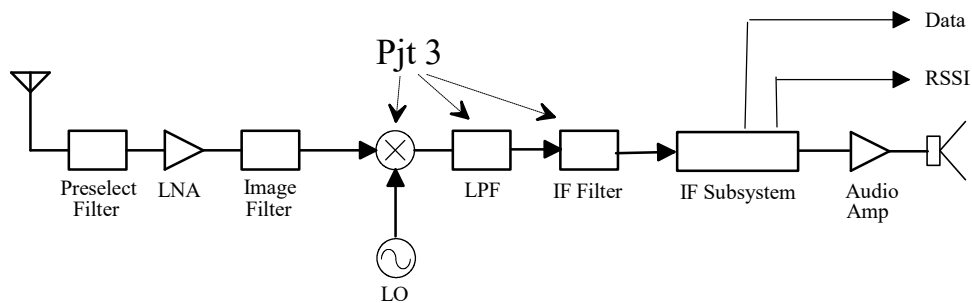 Data
Pjt 3
RSSI
Preselect
Filter
LNA
Image
Filter
LPF
IF Filter
IF Subsystem
Audio
Amp
LO